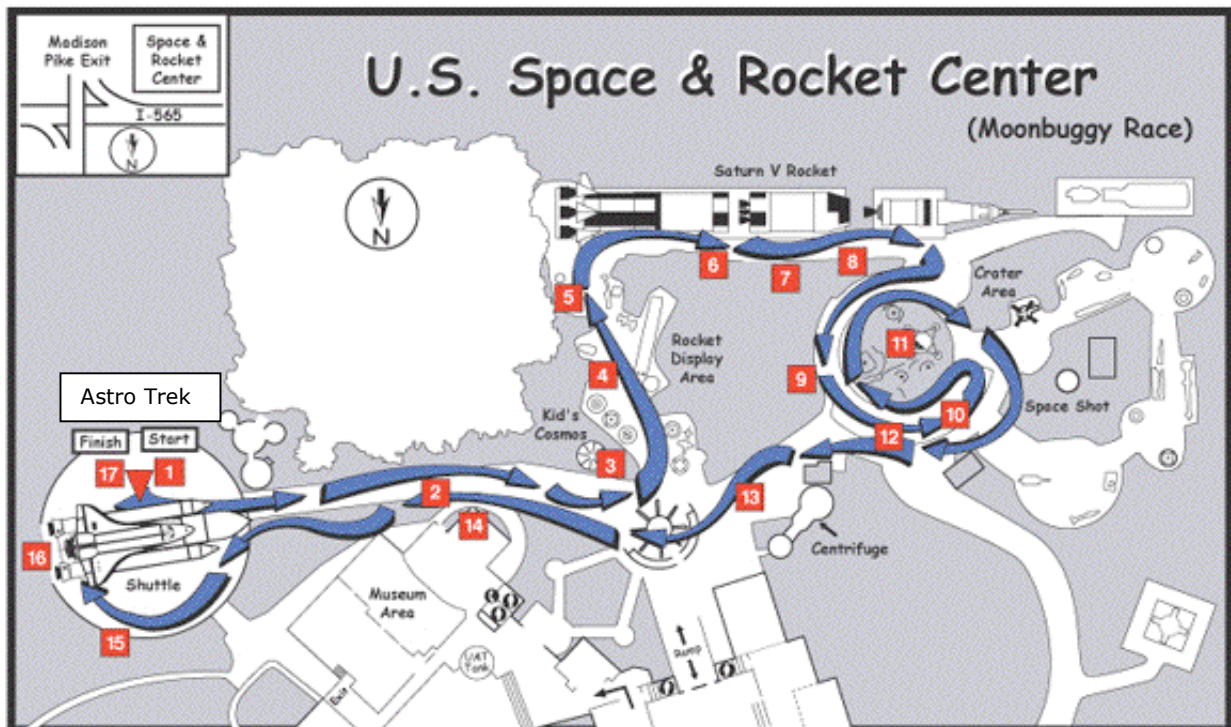 Madison
Pike Exit
Space &
Rocket
Center
I-565
N
U.S. Space & Rocket Center
(Moonbuggy Race)
N
Saturn V Rocket
6
7
8
5
Crater
Area
11
Rocket
Display
Area
4
9
Astro Trek
Kid's
Cosmos
10
Space Shot
Finish
Start
12
17
1
3
2
13
14
16
Centrifuge
Shuttle
Museum
Area
15
Ramp
Tank
Exit